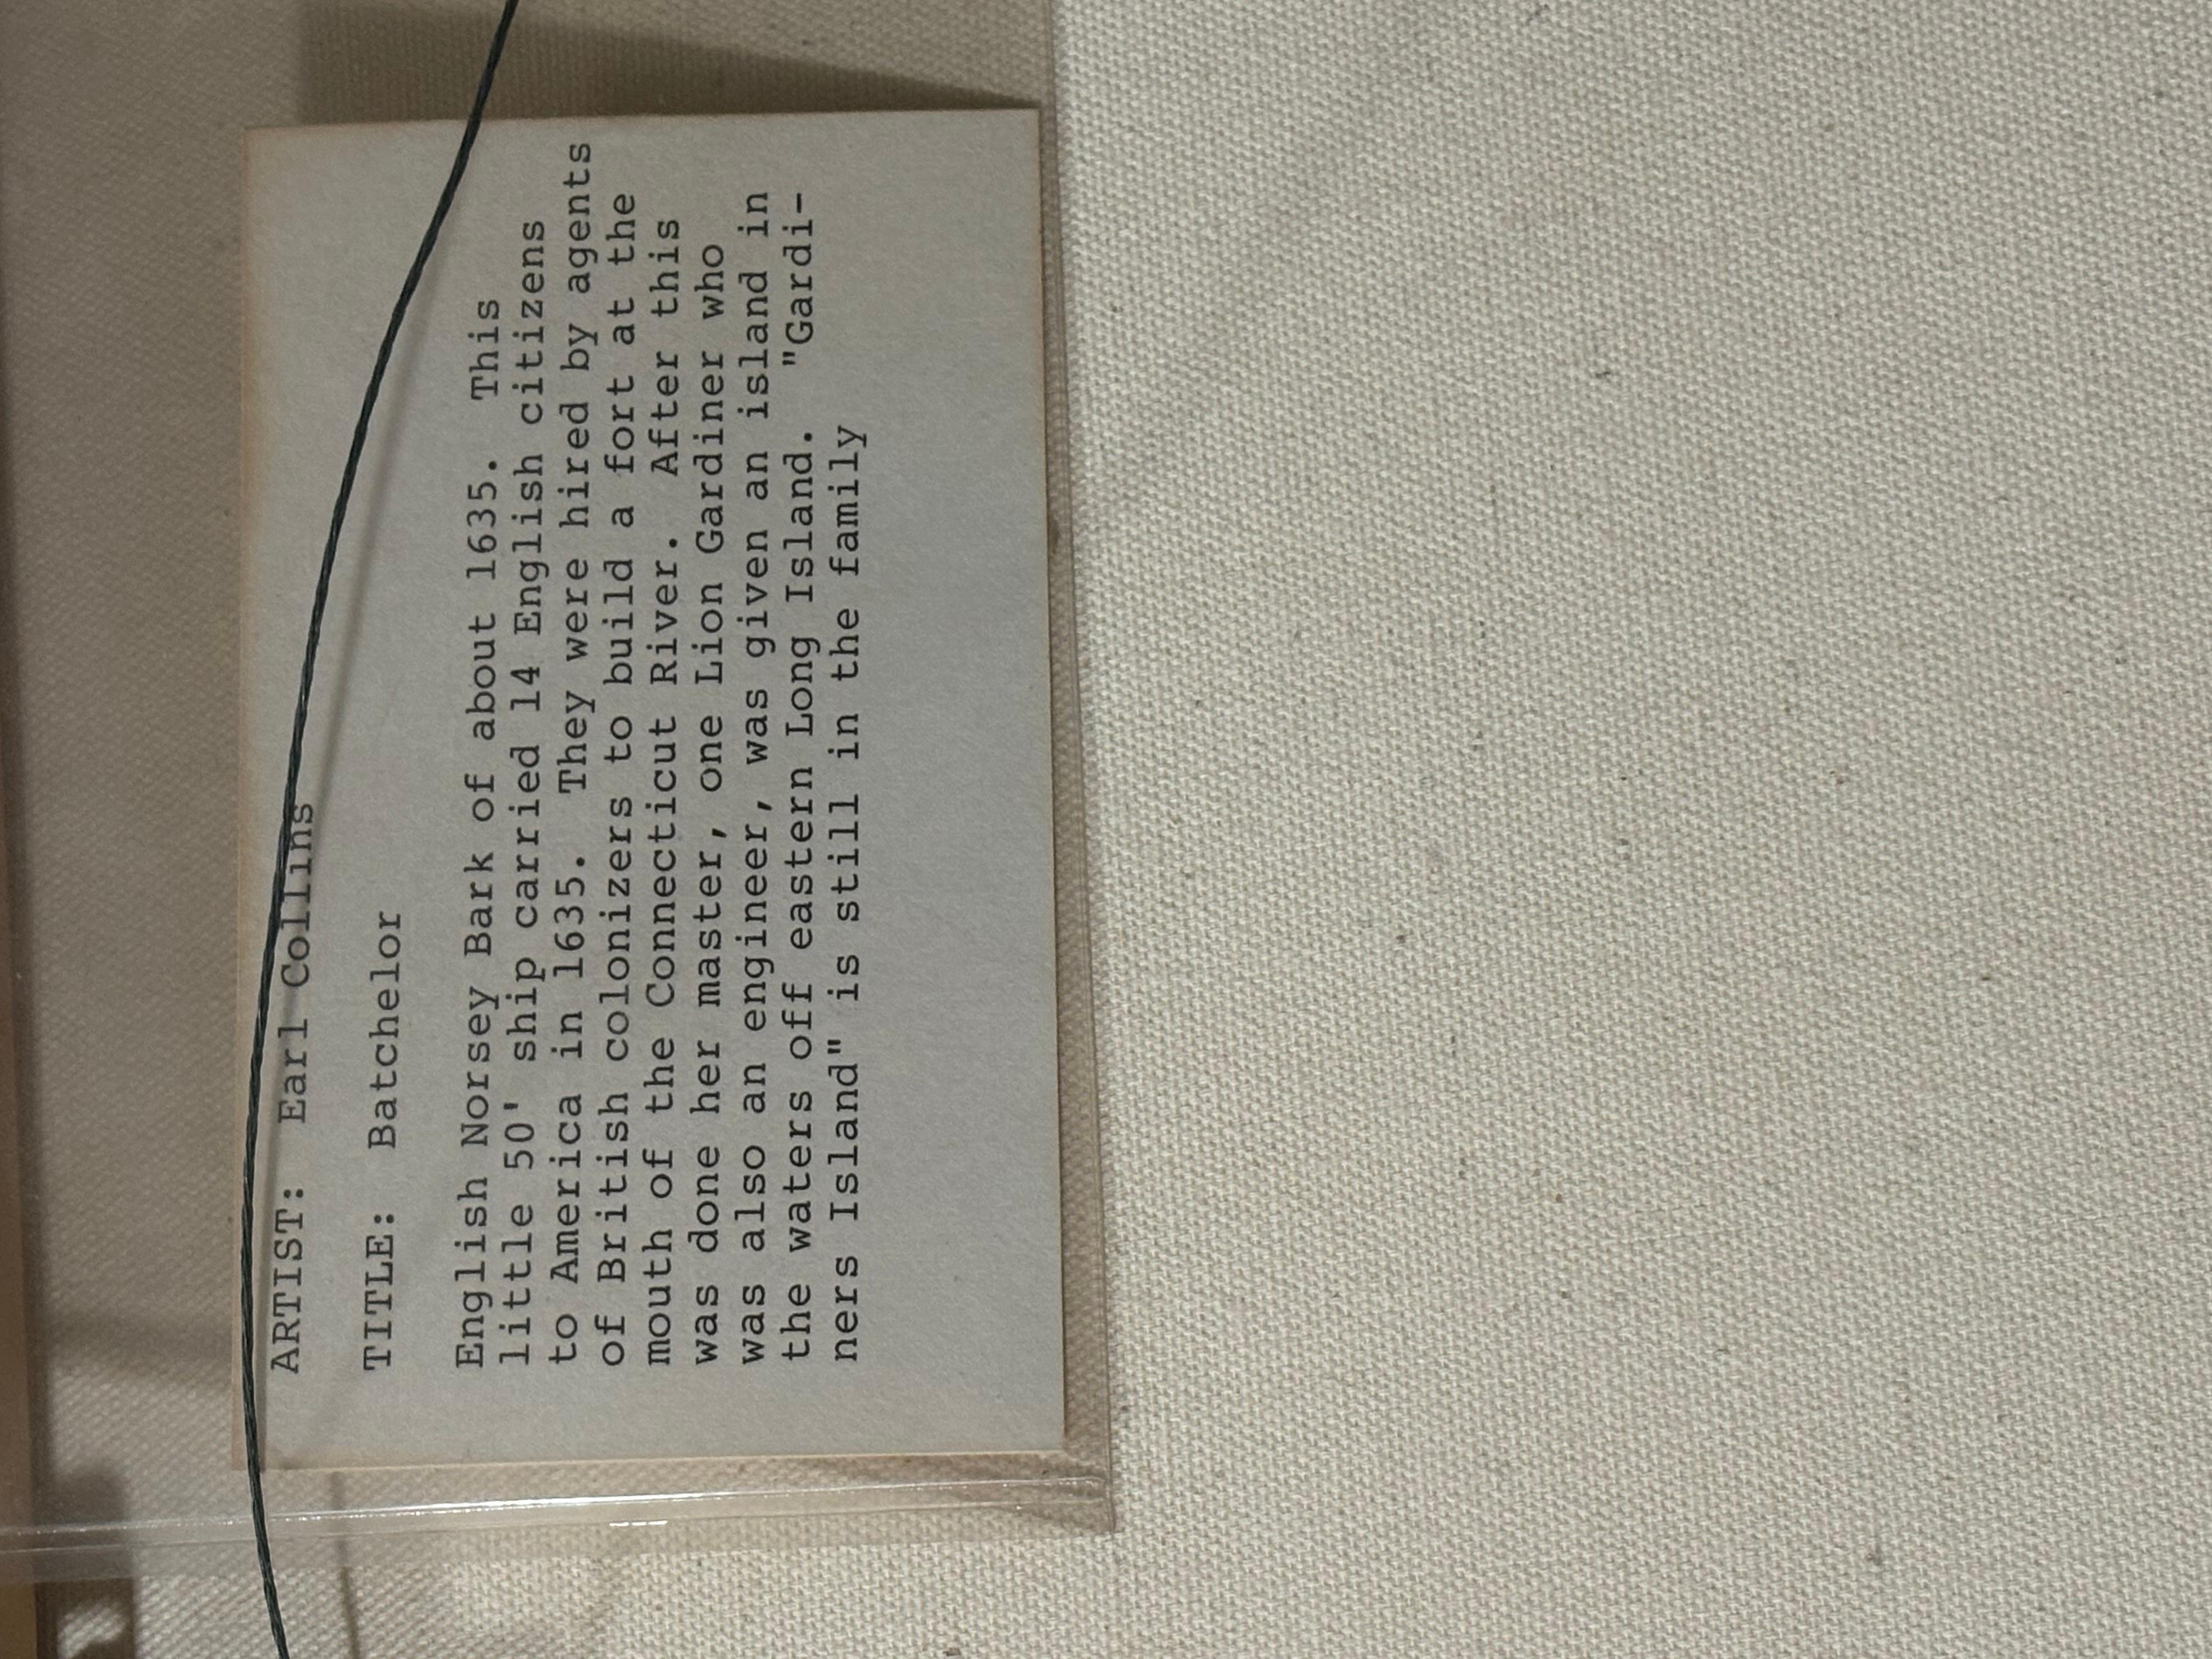 ARTIST: Earl Collins
TITLE: Batchelor
English Norsey Bark of about 1635. This
little 50' ship carried 14 English citizens
to America in 1635. They were hired by agents
of British colonizers to build a fort at the
mouth of the Connecticut River. After this
was done her master, one Lion Gardiner who
was also an engineer, was given an island in
the waters off eastern Long Island. "Gardi-
ners Island" is still in the family